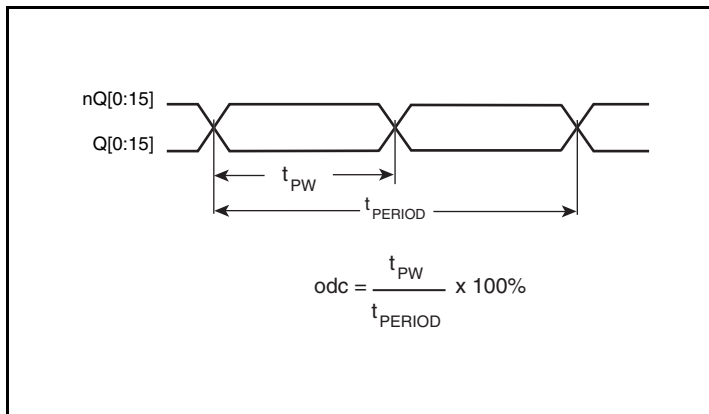 nQ[0:15]
Q[0:15]
tPW
tPERIOD
odc = tPW / tPERIOD x 100%